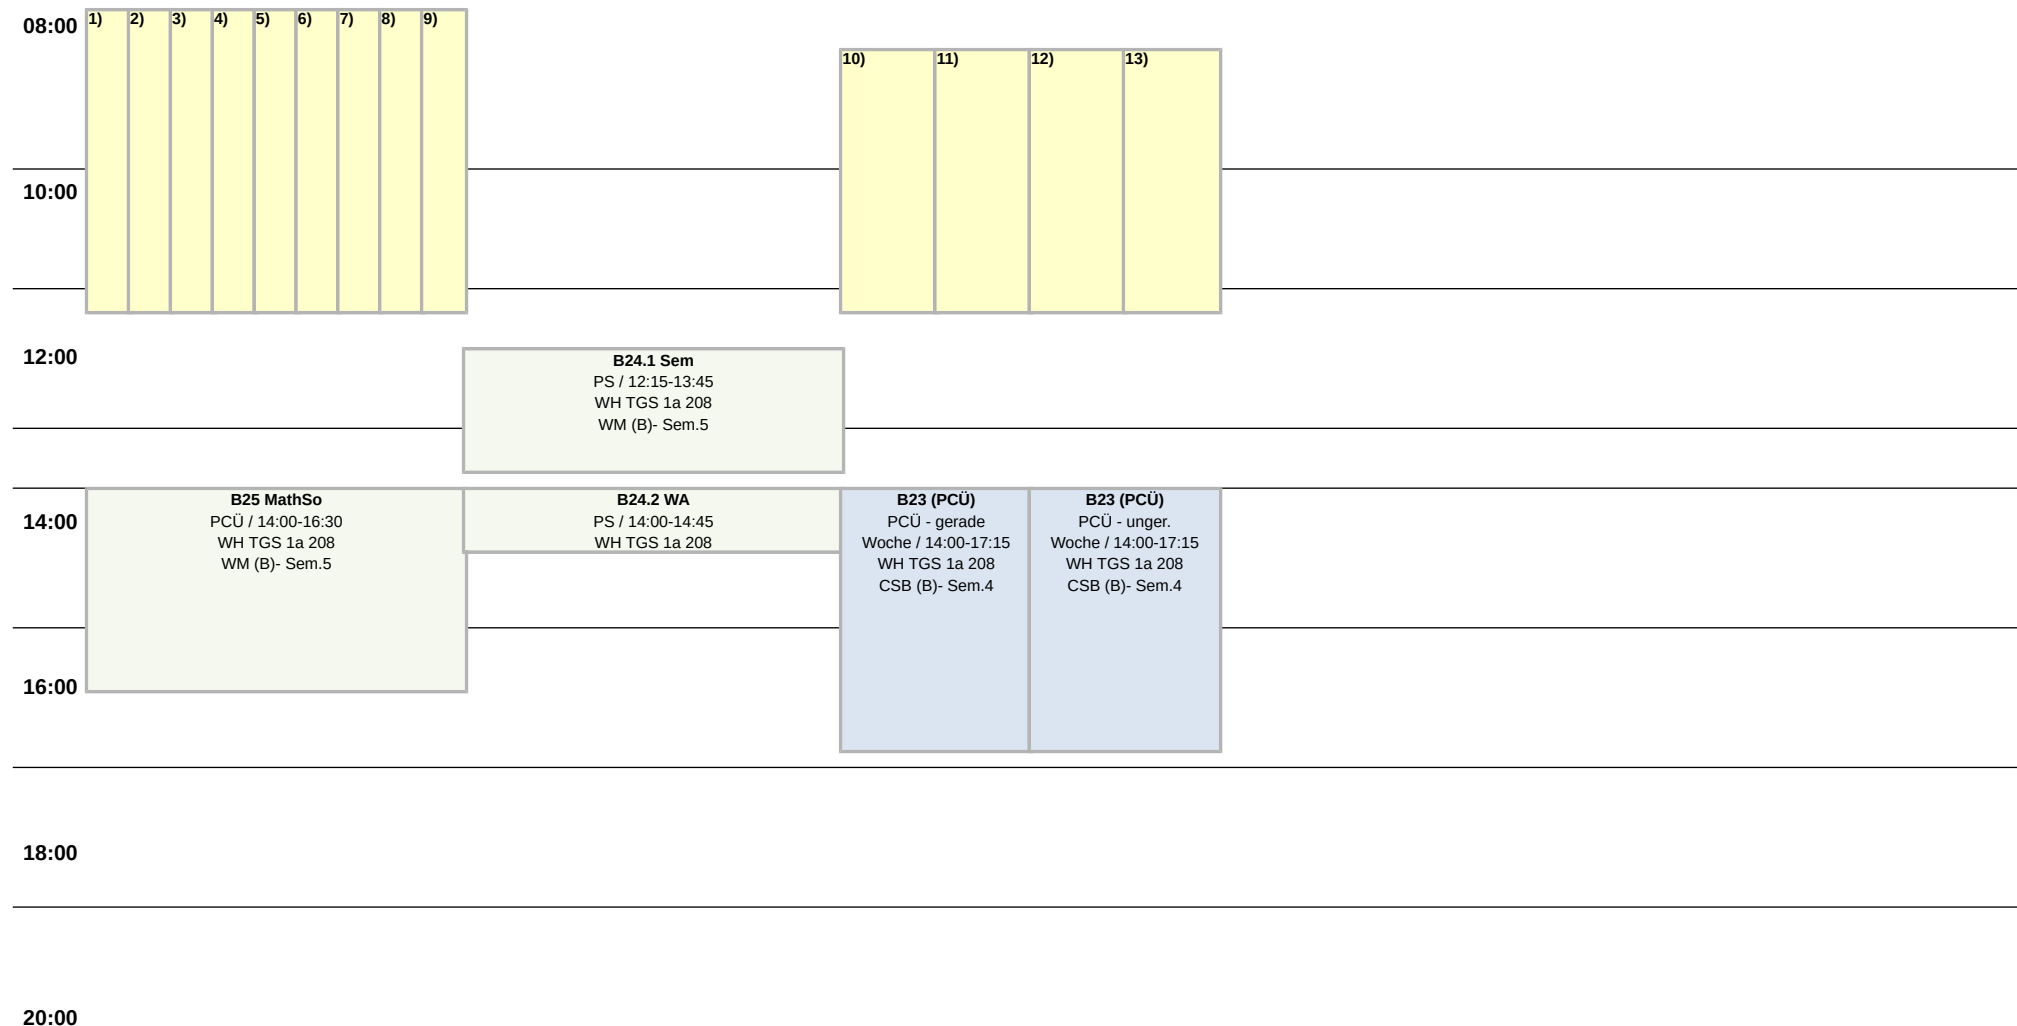 08:00
1)
2)
3)
4)
5)
6)
7)
8)
9)
10)
11)
12)
13)
10:00
12:00
B24.1 Sem
PS / 12:15-13:45
WH TGS 1a 208
WM (B)- Sem.5
14:00
B25 MathSo
PCÜ / 14:00-16:30
WH TGS 1a 208
WM (B)- Sem.5
B24.2 WA
PS / 14:00-14:45
WH TGS 1a 208
B23 (PCÜ)
PCÜ - gerade
Woche / 14:00-17:15
WH TGS 1a 208
CSB (B)- Sem.4
B23 (PCÜ)
PCÜ - unger.
Woche / 14:00-17:15
WH TGS 1a 208
CSB (B)- Sem.4
16:00
18:00
20:00